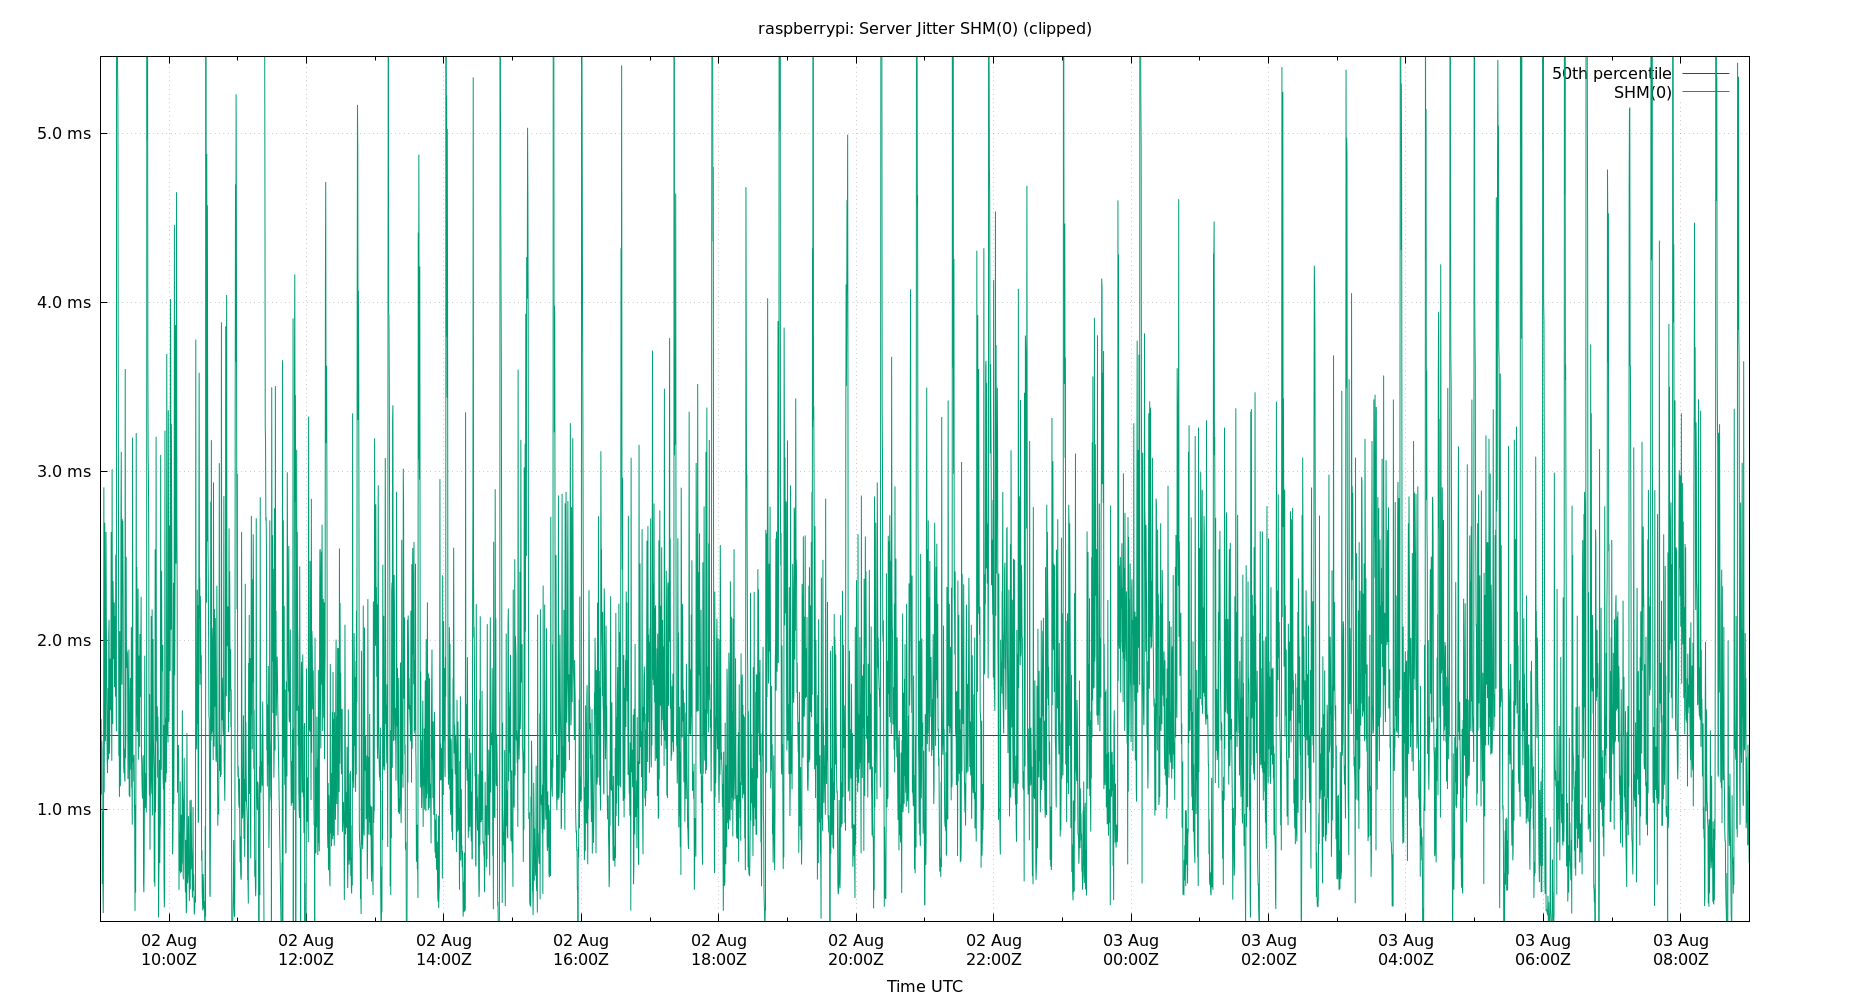 raspberrypi: Server Jitter SHM(0) (clipped)
50th percentile
SHM(0)
5.0 ms
4.0 ms
3.0 ms
2.0 ms
1.0 ms
02 Aug 02 Aug 02 Aug 02 Aug 02 Aug 02 Aug 02 Aug 03 Aug 03 Aug 03 Aug 03 Aug 03 Aug
10:00Z 12:00Z 14:00Z 16:00Z 18:00Z 20:00Z 22:00Z 00:00Z 02:00Z 04:00Z 06:00Z 08:00Z
Time UTC